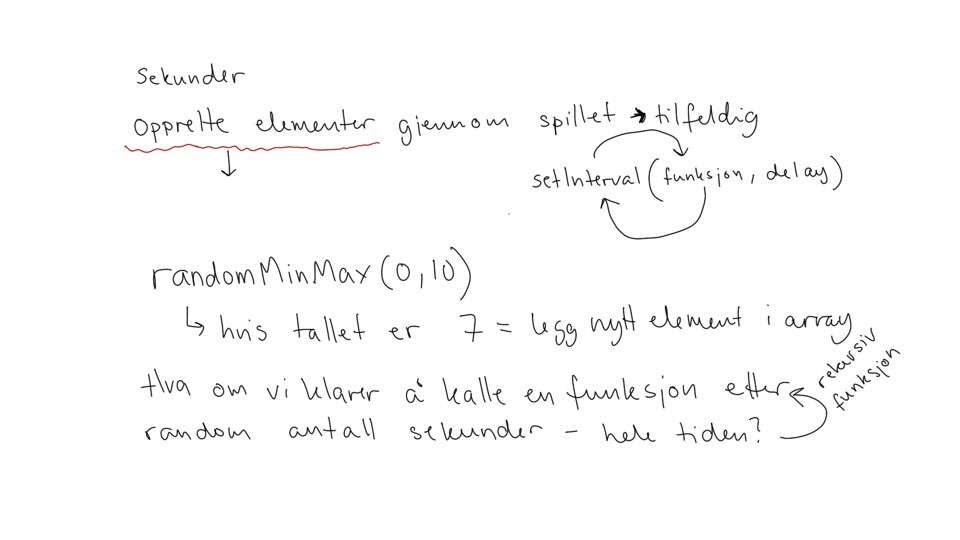 Sekunder
Opprette elementer gjennom spillet → tilfeldig
↓
setInterval(funksjon, delay)
randomMinMax(0,10)
↳ hvis tallet er 7 = legg nytt element i array
Hva om vi klarer å kalle en funksjon etter
random antall sekunder - hele tiden?
rekursiv
funksjon